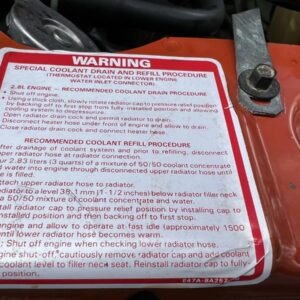 WARNING
SPECIAL COOLANT DRAIN AND REFILL PROCEDURE
(THERMOSTAT LOCATED IN LOWER ENGINE
WATER INLET CONNECTOR)
2.8L ENGINE — RECOMMENDED COOLANT DRAIN PROCEDURE
• Shut off engine.
• Using a thick cloth, slowly rotate radiator cap to pressure relief position
by backing off to first stop from fully-installed position and allowing
to depressurize.
Open radiator drain cock and permit radiator to drain.
Disconnect heater hose under front of engine and allow to drain.
Close radiator drain cock and connect heater hose.
RECOMMENDED COOLANT REFILL PROCEDURE
After drainage of coolant system and prior to refilling, disconnect
upper radiator hose at radiator connection.
our 2.83 liters (3 quarts) of a mixture of 50/50 coolant concentrate
d water into engine through disconnected upper radiator hose until
e is filled.
ttach upper radiator hose to radiator.
radiator to a level 38.1 mm (1-1/2 inches) below radiator filler neck
a 50/50 mixture of coolant concentrate and water.
tall radiator cap to pressure relief position by installing cap to
installed position and then backing off to first stop.
engine and allow to operate at fast idle (approximately 1500
until lower radiator hose becomes warm.
: Shut off engine when checking lower radiator hose.
engine shut-off, cautiously remove radiator cap and add coolant
coolant level to filler neck seat. Reinstall radiator cap to fully-
position.
E47A-8A257